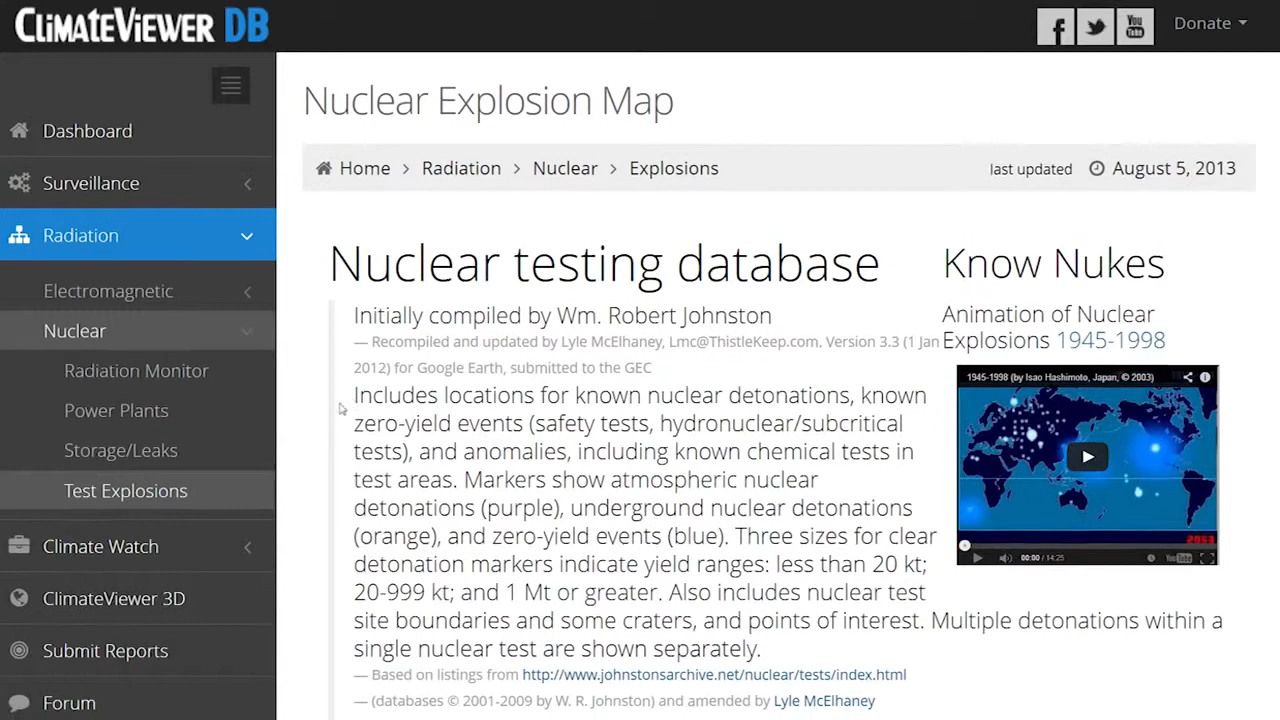 CLIMATEVIEWER DB
Donate
Dashboard
Surveillance
Radiation
Electromagnetic
Nuclear
Radiation Monitor
Power Plants
Storage/Leaks
Test Explosions
Climate Watch
ClimateViewer 3D
Submit Reports
Forum
Nuclear Explosion Map
Home > Radiation > Nuclear > Explosions
last updated August 5, 2013
Nuclear testing database
Initially compiled by Wm. Robert Johnston
— Recompiled and updated by Lyle McElhaney, Lmc@ThistleKeep.com. Version 3.3 (1 Jan
2012) for Google Earth, submitted to the GEC
Includes locations for known nuclear detonations, known
zero-yield events (safety tests, hydronuclear/subcritical
tests), and anomalies, including known chemical tests in
test areas. Markers show atmospheric nuclear
detonations (purple), underground nuclear detonations
(orange), and zero-yield events (blue). Three sizes for clear
detonation markers indicate yield ranges: less than 20 kt;
20-999 kt; and 1 Mt or greater. Also includes nuclear test
site boundaries and some craters, and points of interest. Multiple detonations within a
single nuclear test are shown separately.
— Based on listings from http://www.johnstonsarchive.net/nuclear/tests/index.html
— (databases © 2001-2009 by W. R. Johnston) and amended by Lyle McElhaney
Know Nukes
Animation of Nuclear
Explosions 1945-1998
1945-1998 (by Isao Hashimoto, Japan, © 2003)
2053
00:00 / 14:25
YouTube
You
Tube